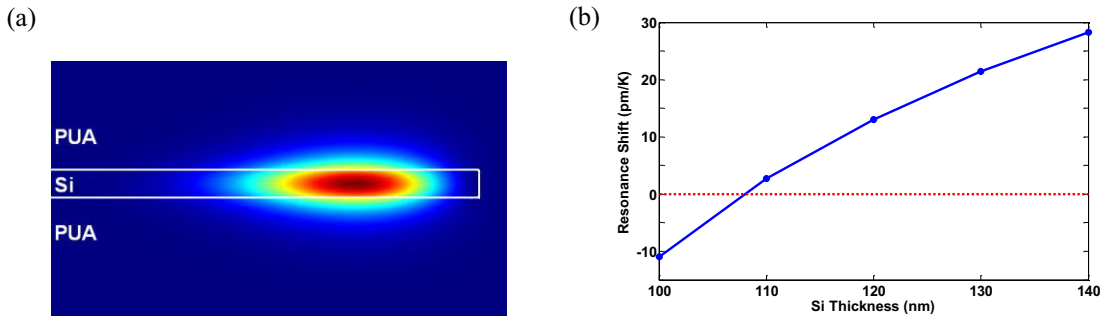 (a)
PUA
Si
PUA
(b)
Resonance Shift (pm/K)
30
20
10
0
-10
100
110
120
130
140
Si Thickness (nm)